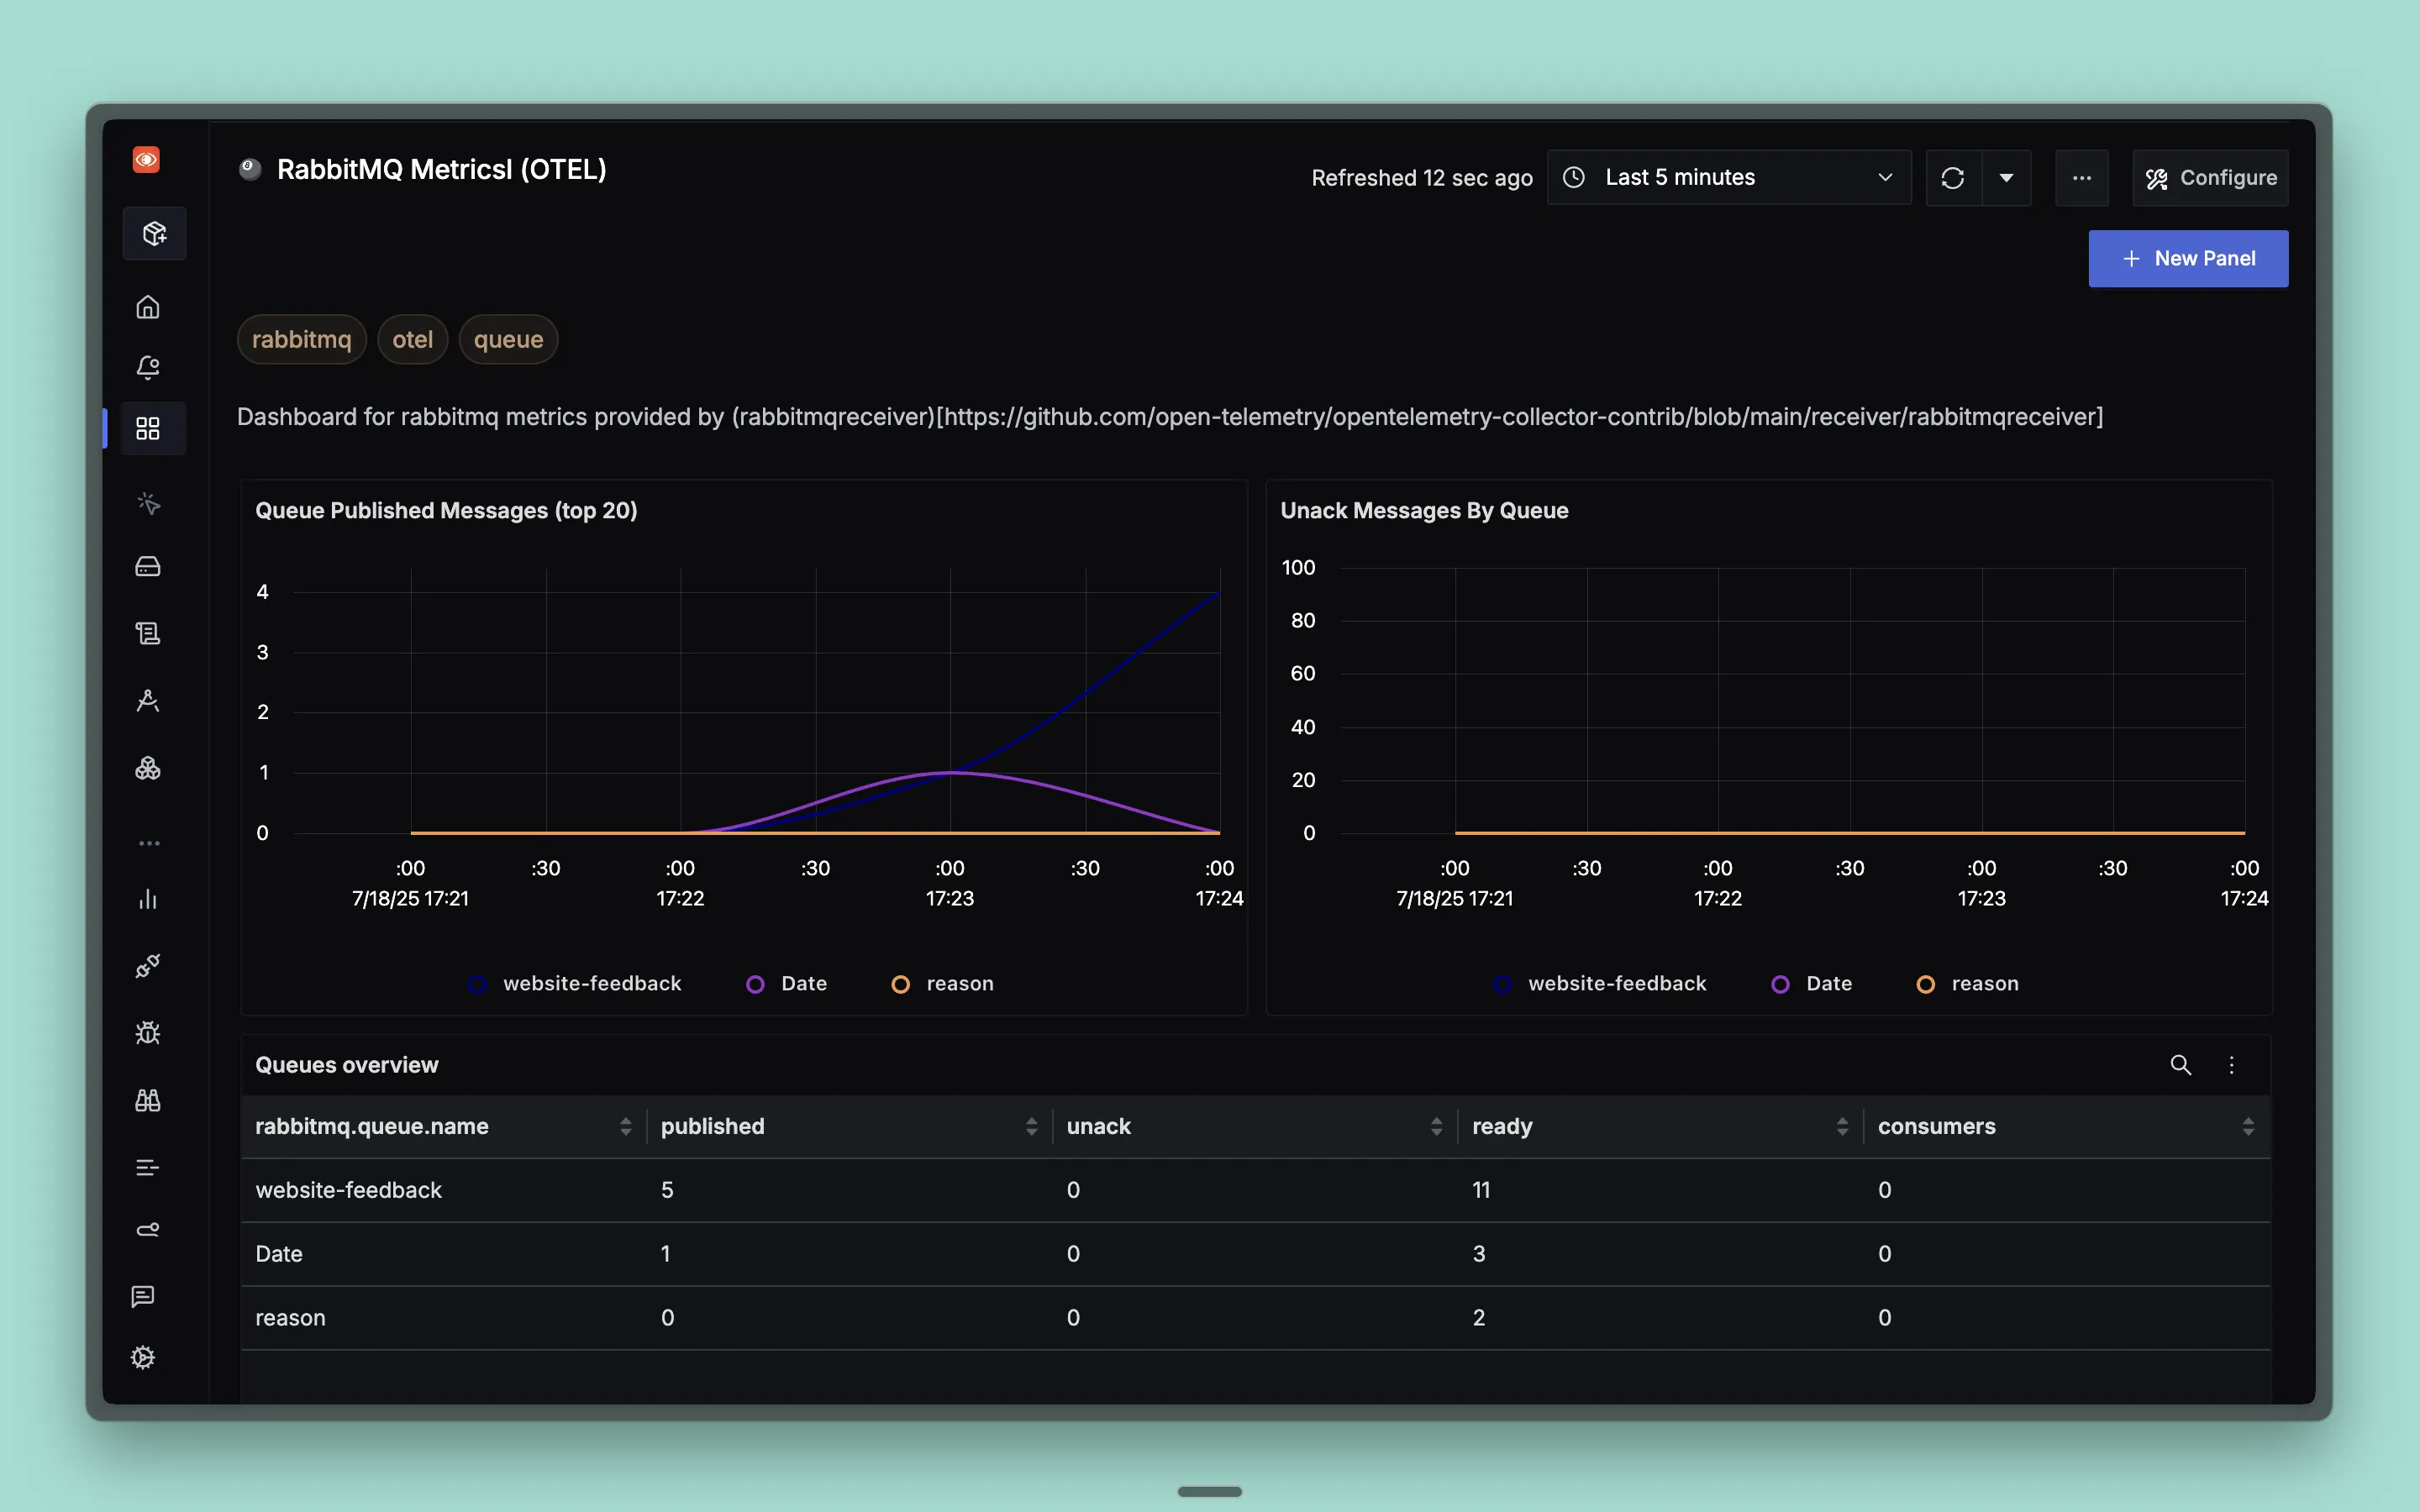 RabbitMQ Metricsl (OTEL)
Refreshed 12 sec ago
Last 5 minutes
Configure
New Panel
rabbitmq
otel
queue
Dashboard for rabbitmq metrics provided by (rabbitmqreceiver)[https://github.com/open-telemetry/opentelemetry-collector-contrib/blob/main/receiver/rabbitmqreceiver]
Queue Published Messages (top 20)
4
3
2
1
0
:00 :30 :00 :30 :00 :30 :00
7/18/25 17:21 17:22 17:23 17:24
website-feedback Date reason
Unack Messages By Queue
100
80
60
40
20
0
:00 :30 :00 :30 :00 :30 :00
7/18/25 17:21 17:22 17:23 17:24
website-feedback Date reason
Queues overview
rabbitmq.queue.name published unack ready consumers
website-feedback 5 0 11 0
Date 1 0 3 0
reason 0 0 2 0